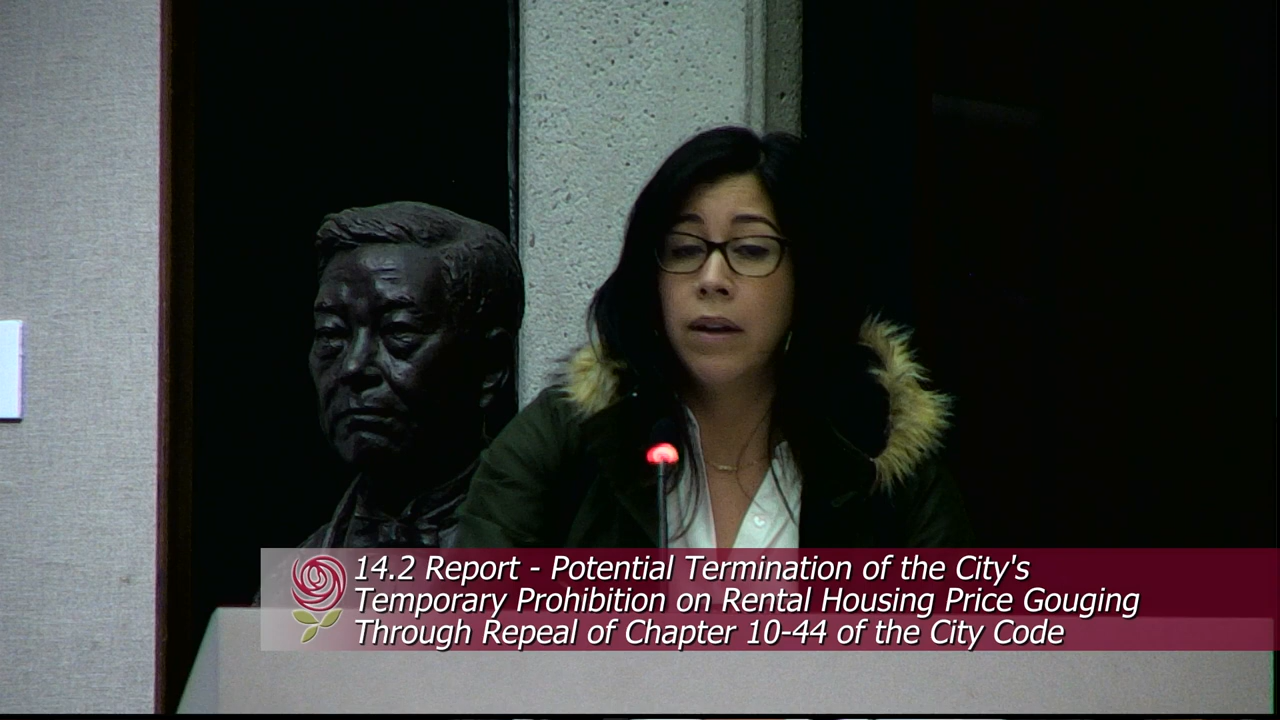 14.2 Report - Potential Termination of the City's
Temporary Prohibition on Rental Housing Price Gouging
Through Repeal of Chapter 10-44 of the City Code